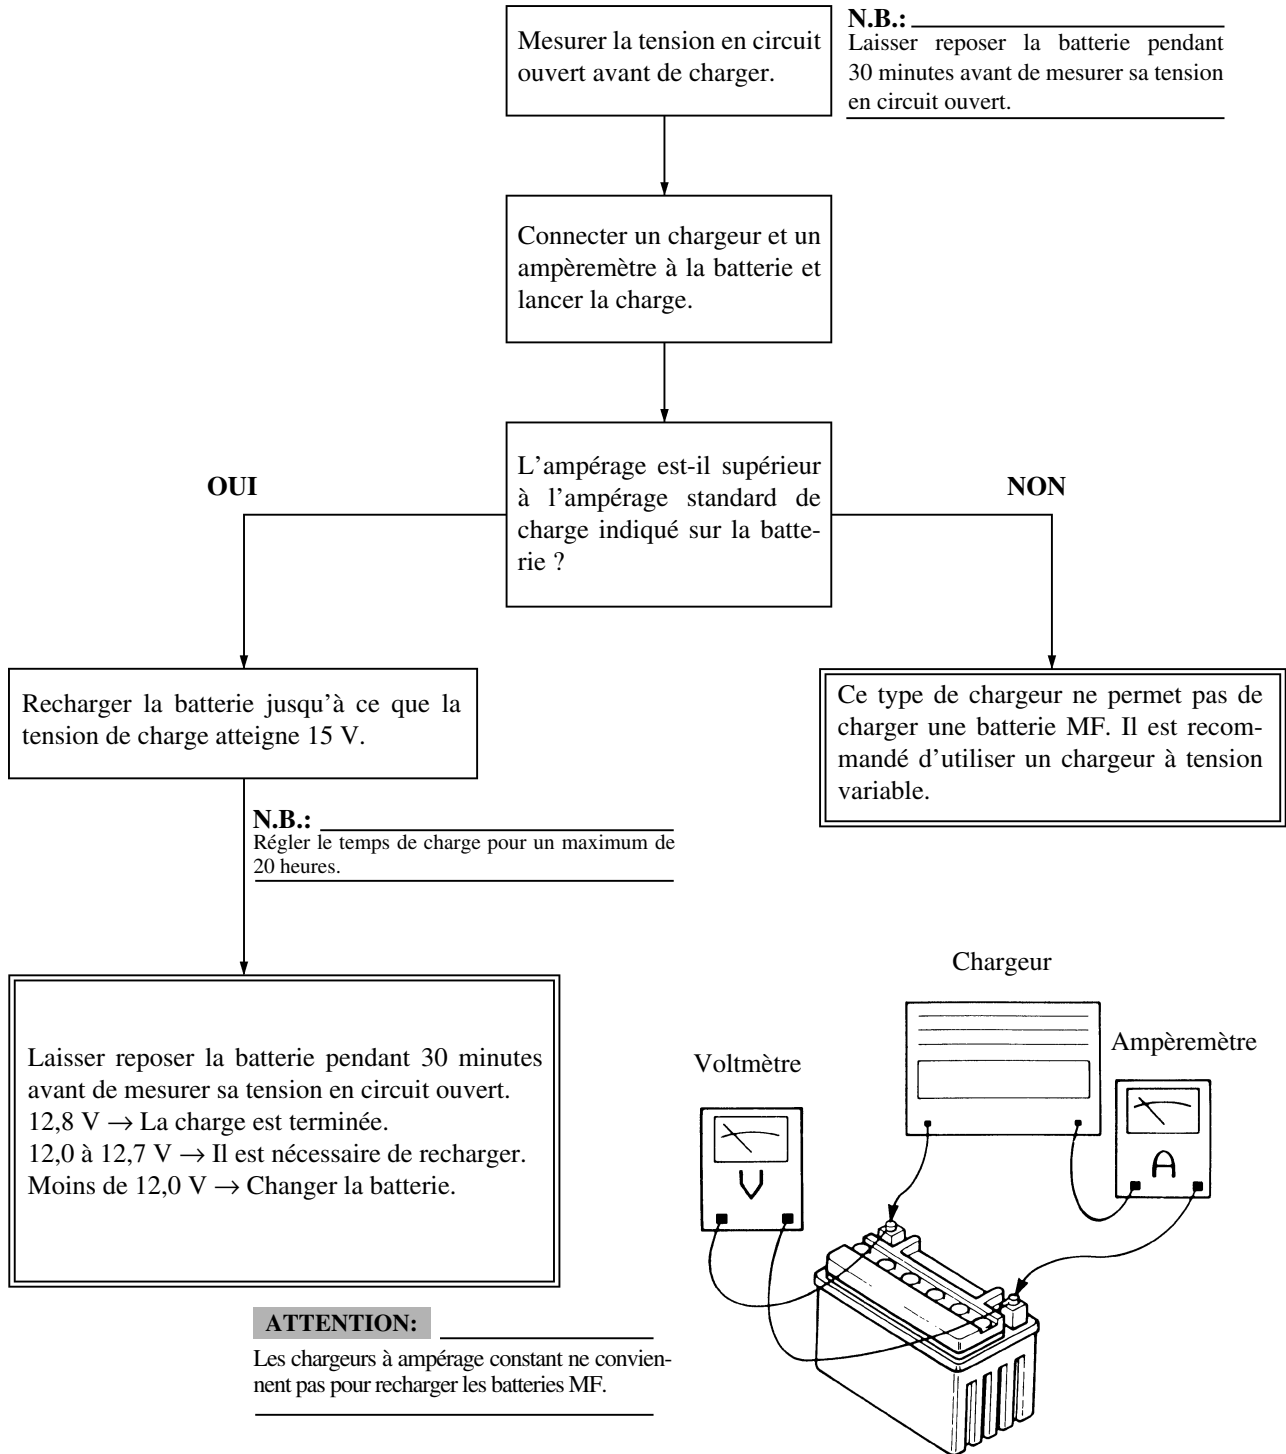 Mesurer la tension en circuit
ouvert avant de charger.
N.B.:
Laisser reposer la batterie pendant
30 minutes avant de mesurer sa tension
en circuit ouvert.
Connecter un chargeur et un
ampèremètre à la batterie et
lancer la charge.
L'ampérage est-il supérieur
à l'ampérage standard de
charge indiqué sur la batte-
rie ?
OUI
NON
Recharger la batterie jusqu'à ce que la
tension de charge atteigne 15 V.
Ce type de chargeur ne permet pas de
charger une batterie MF. Il est recom-
mandé d'utiliser un chargeur à tension
variable.
N.B.:
Régler le temps de charge pour un maximum de
20 heures.
Laisser reposer la batterie pendant 30 minutes
avant de mesurer sa tension en circuit ouvert.
12,8 V → La charge est terminée.
12,0 à 12,7 V → Il est nécessaire de recharger.
Moins de 12,0 V → Changer la batterie.
Chargeur
Voltmètre
Ampèremètre
V
A
ATTENTION:
Les chargeurs à ampérage constant ne convien-
nent pas pour recharger les batteries MF.